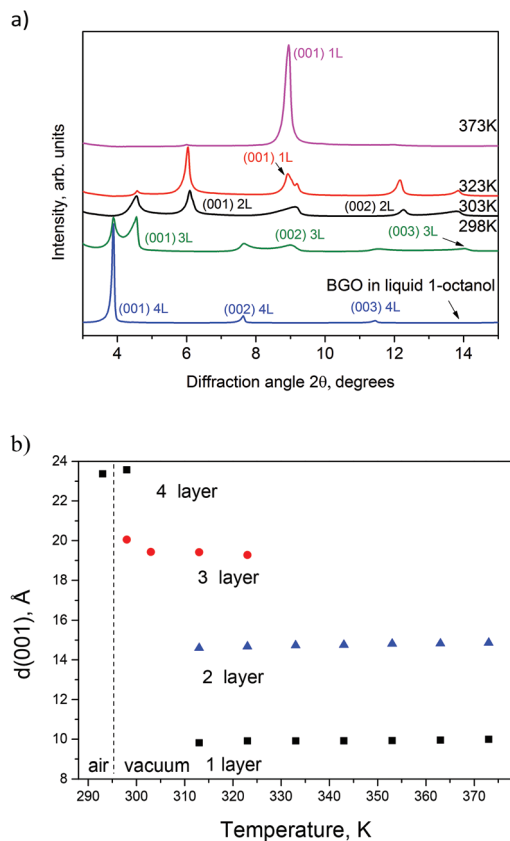 a)
Intensity, arb. units
(001) 1L
373K
(001) 1L
323K
(001) 2L
(002) 2L
303K
298K
(001) 3L
(002) 3L
(003) 3L
BGO in liquid 1-octanol
(001) 4L
(002) 4L
(003) 4L
4 6 8 10 12 14
Diffraction angle 2θ, degrees
b)
d(001), Å
24
22
20
18
16
14
12
10
8
4 layer
3 layer
2 layer
1 layer
air
vacuum
290 300 310 320 330 340 350 360 370
Temperature, K